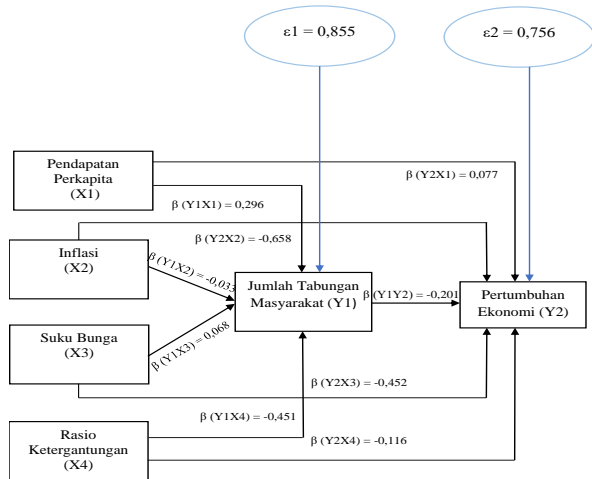 ε1 = 0,855
ε2 = 0,756
Pendapatan
Perkapita
(X1)
β (Y2X1) = 0,077
β (Y1X1) = 0,296
β (Y2X2) = -0,658
Inflasi
(X2)
β (Y1X2) = -0,033
Jumlah Tabungan
Masyarakat (Y1)
β (Y1Y2) = -0,201
Pertumbuhan
Ekonomi (Y2)
Suku Bunga
(X3)
β (Y1X3) = 0,068
β (Y2X3) = -0,452
β (Y1X4) = -0,451
Rasio
Ketergantungan
(X4)
β (Y2X4) = -0,116